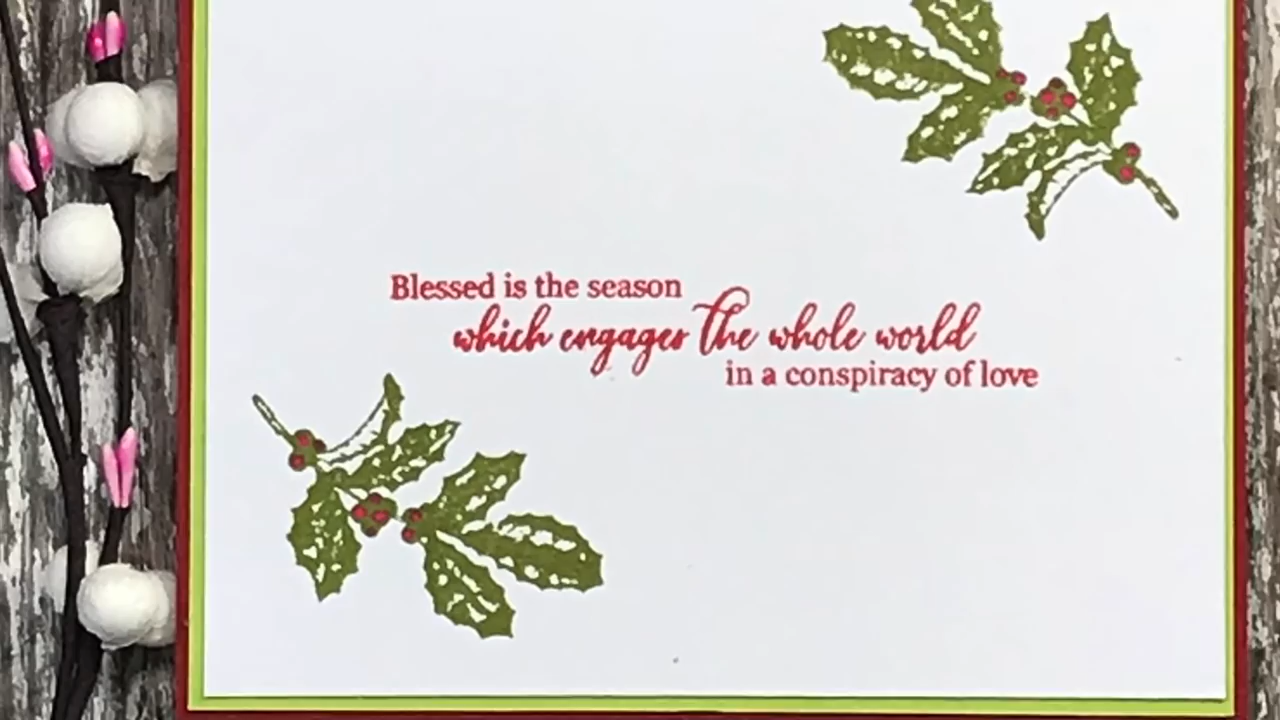 Blessed is the season
which engages the whole world
in a conspiracy of love